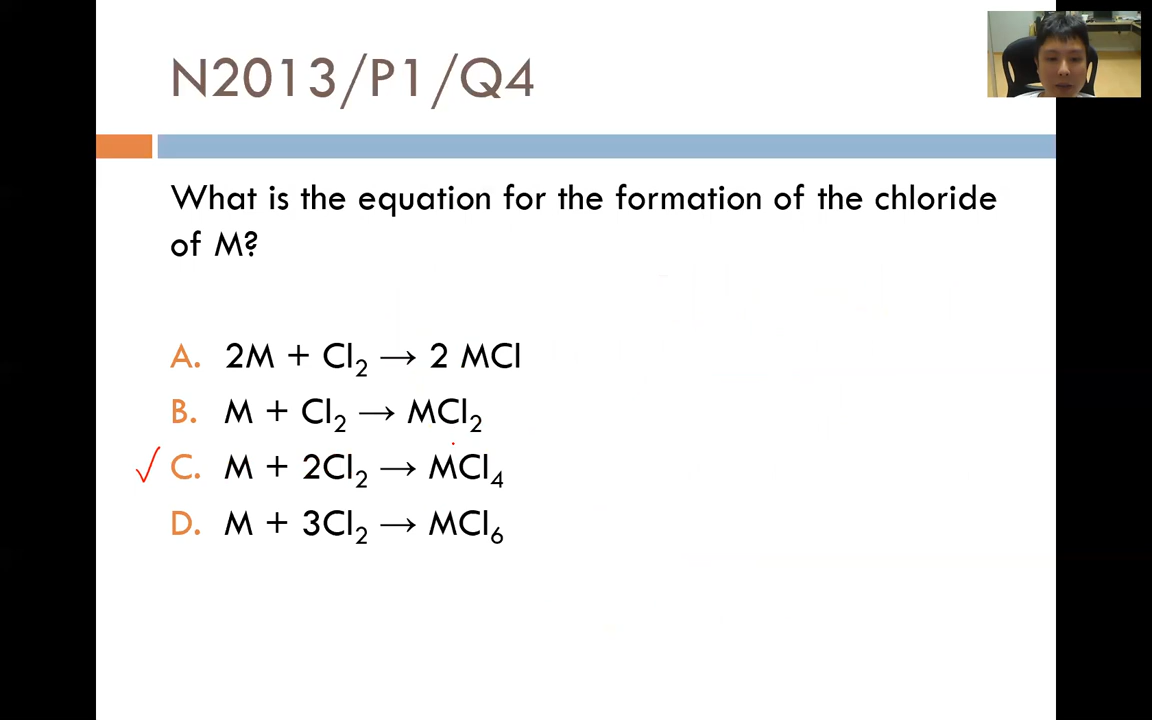 N2013/P1/Q4
What is the equation for the formation of the chloride
of M?
A. 2M + Cl₂ → 2 MCl
B. M + Cl₂ → MCl₂
√ C. M + 2Cl₂ → MCl₄
D. M + 3Cl₂ → MCl₆